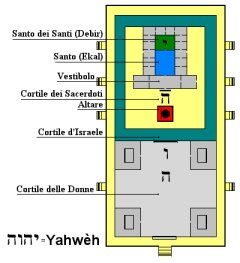 Santo dei Santi (Debir)
י
Santo (Ekal)
Vestibolo
Cortile dei Sacerdoti
ה
Altare
Cortile d'Israele
ו
ה
Cortile delle Donne
יהוה=Yahwèh